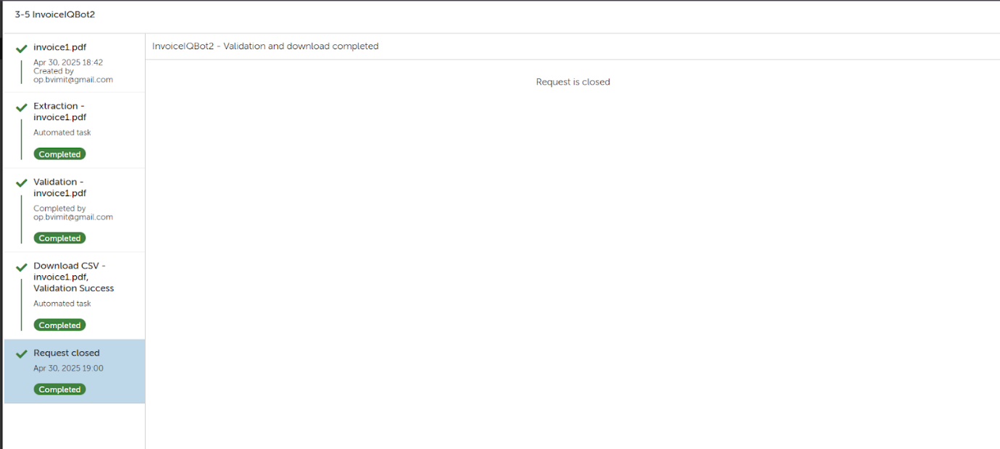 3-5 InvoiceIQBot2
invoice1.pdf
Apr 30, 2025 18:42
Created by
op.bvimit@gmail.com
Extraction -
invoice1.pdf
Automated task
Completed
Validation -
invoice1.pdf
Completed by
op.bvimit@gmail.com
Completed
Download CSV -
invoice1.pdf,
Validation Success
Automated task
Completed
Request closed
Apr 30, 2025 19:00
Completed
InvoiceIQBot2 - Validation and download completed
Request is closed